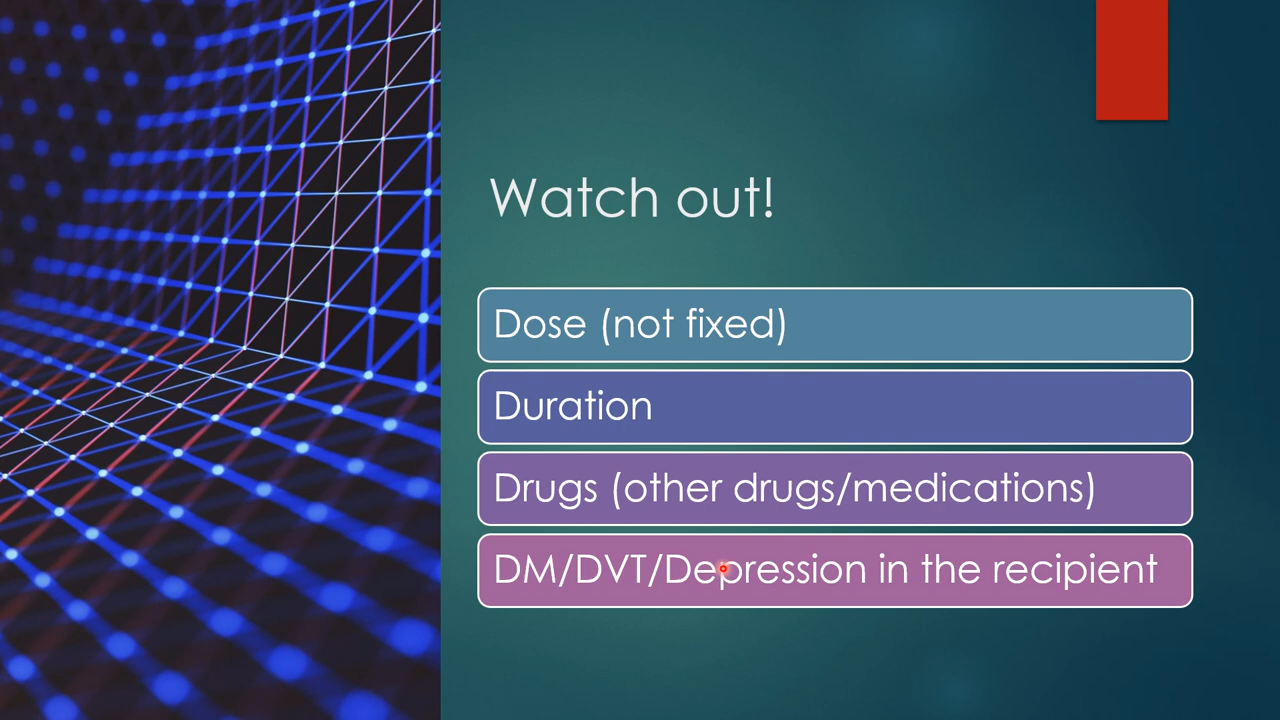 Watch out!
Dose (not fixed)
Duration
Drugs (other drugs/medications)
DM/DVT/Depression in the recipient